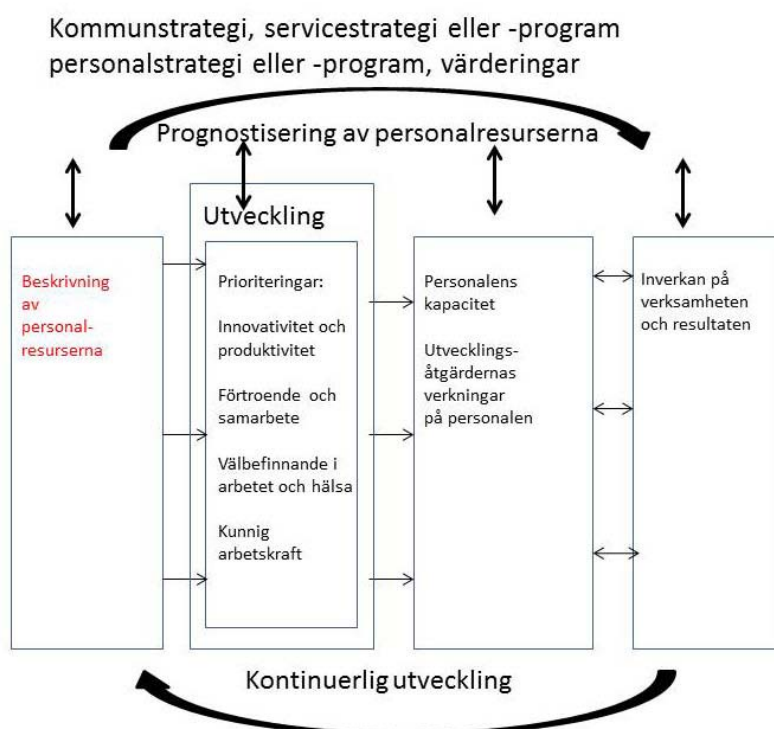 Kommunstrategi, servicestrategi eller -program
personalstrategi eller -program, värderingar
Prognostisering av personalresurserna
Beskrivning
av
personal-
resurserna
Utveckling
Prioriteringar:
Innovativitet och
produktivitet
Förtroende och
samarbete
Välbefinnande i
arbetet och hälsa
Kunnig
arbetskraft
Personalens
kapacitet
Utvecklings-
åtgärdernas
verkningar
på personalen
Inverkan på
verksamheten
och resultaten
Kontinuerlig utveckling